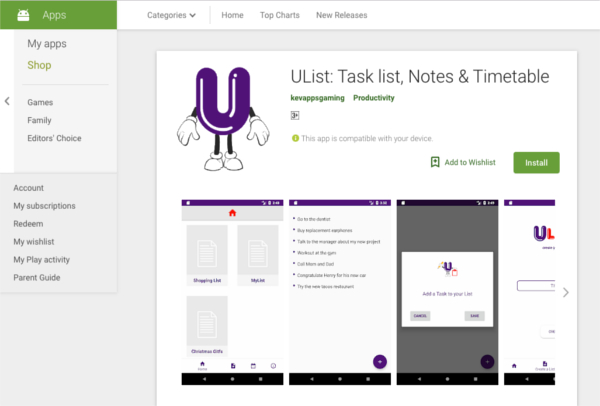 Apps
Categories
Home
Top Charts
New Releases
My apps
Shop
Games
Family
Editors' Choice
Account
My subscriptions
Redeem
My wishlist
My Play activity
Parent Guide
U
UList: Task list, Notes & Timetable
kevappsgaming
Productivity
3+
This app is compatible with your device.
Add to Wishlist
Install
Shopping List
MyList
Christmas Gifts
Home
Go to the dentist
Buy replacement earphones
Talk to the manager about my new project
Workout at the gym
Call Mom and Dad
Congratulate Henry for his new car
Try the new tacos restaurant
U
Add a Task to your List
CANCEL
SAVE
UL